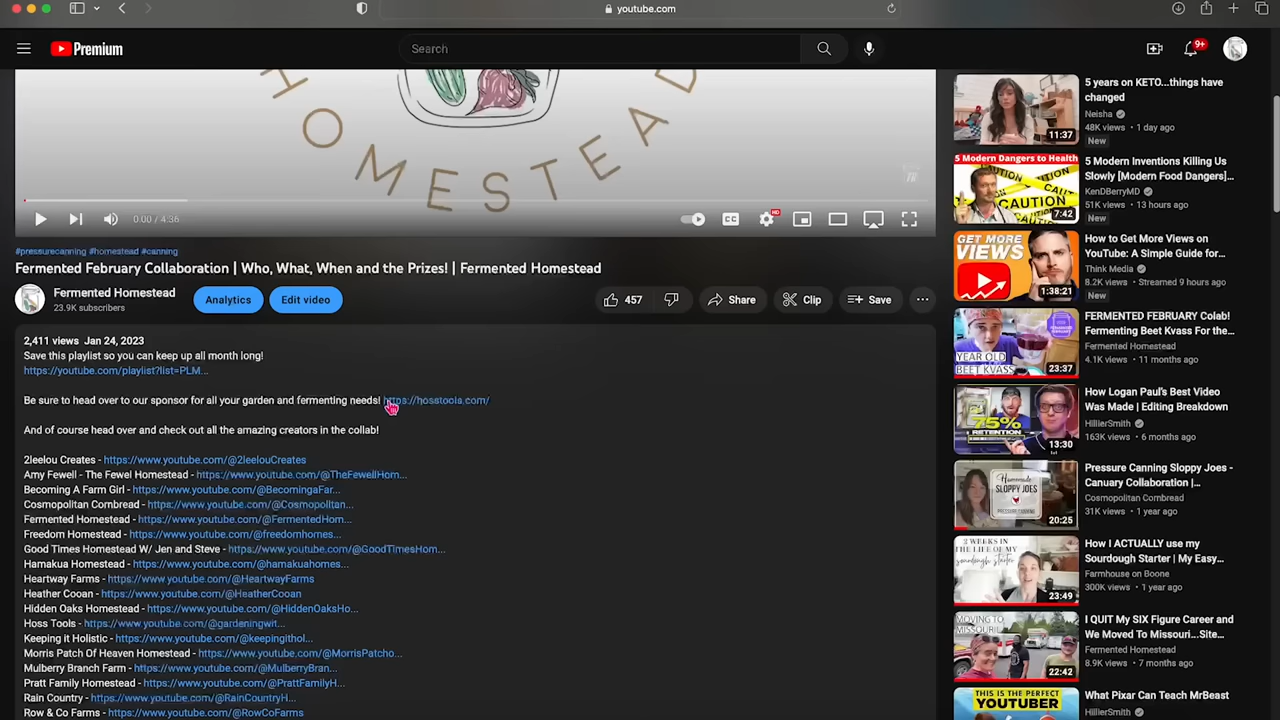 youtube.com
Premium
Search
9+
HOMESTEAD
0:00 / 4:36
CC
HD
#pressurecanning #homestead #canning
Fermented February Collaboration | Who, What, When and the Prizes! | Fermented Homestead
Fermented Homestead
23.9K subscribers
Analytics
Edit video
457
Share
Clip
Save
2,411 views Jan 24, 2023
Save this playlist so you can keep up all month long!
https://youtube.com/playlist?list=PLM...
Be sure to head over to our sponsor for all your garden and fermenting needs! https://hosstools.com/
And of course head over and check out all the amazing creators in the collab!
2leelou Creates - https://www.youtube.com/@2leeloucreates
Amy Fewell - The Fewel Homestead - https://www.youtube.com/@TheFewellHom...
Becoming A Farm Girl - https://www.youtube.com/@BecomingaFar...
Cosmopolitan Cornbread - https://www.youtube.com/@Cosmopolitan...
Fermented Homestead - https://www.youtube.com/@FermentedHom...
Freedom Homestead - https://www.youtube.com/@freedomhomes...
Good Times Homestead W/ Jen and Steve - https://www.youtube.com/@GoodTimesHom...
Hamakua Homestead - https://www.youtube.com/@hamakuahomes...
Heartway Farms - https://www.youtube.com/@HeartwayFarms
Heather Cooan - https://www.youtube.com/@HeatherCooan
Hidden Oaks Homestead - https://www.youtube.com/@HiddenOaksHo...
Hoss Tools - https://www.youtube.com/@gardeningwit...
Keeping it Holistic - https://www.youtube.com/@keepingithol...
Morris Patch Of Heaven Homestead - https://www.youtube.com/@MorrisPatcho...
Mulberry Branch Farm - https://www.youtube.com/@MulberryBran...
Pratt Family Homestead - https://www.youtube.com/@PrattFamilyH...
Rain Country - https://www.youtube.com/@RainCountryH...
Row & Co Farms - https://www.youtube.com/@RowCoFarms
11:37
5 years on KETO...things have
changed
Neisha
48K views • 1 day ago
New
5 Modern Dangers to Health
CAUTION
7:42
5 Modern Inventions Killing Us
Slowly [Modern Food Dangers]...
KenDBerryMD
51K views • 13 hours ago
New
GET MORE
VIEWS
1:38:21
How to Get More Views on
YouTube: A Simple Guide for...
Think Media
8.2K views • Streamed 9 hours ago
New
YEAR OLD
BEET KVASS
23:37
FERMENTED FEBRUARY Colab!
Fermenting Beet Kvass For the...
Fermented Homestead
4.1K views • 11 months ago
75%
RETENTION
13:30
How Logan Paul's Best Video
Was Made | Editing Breakdown
HillierSmith
163K views • 6 months ago
Homemade
SLOPPY JOES
20:25
Pressure Canning Sloppy Joes -
Canuary Collaboration |...
Cosmopolitan Cornbread
31K views • 1 year ago
2 WEEKS IN
THE LIFE OF MY
sourdough starter
23:49
How I ACTUALLY use my
Sourdough Starter | My Easy...
Farmhouse on Boone
300K views • 1 year ago
MOVING TO
MISSOURI
22:42
I QUIT My SIX Figure Career and
We Moved To Missouri...Site...
Fermented Homestead
8.9K views • 7 months ago
THIS IS THE PERFECT
YOUTUBER
What Pixar Can Teach MrBeast
HillierSmith